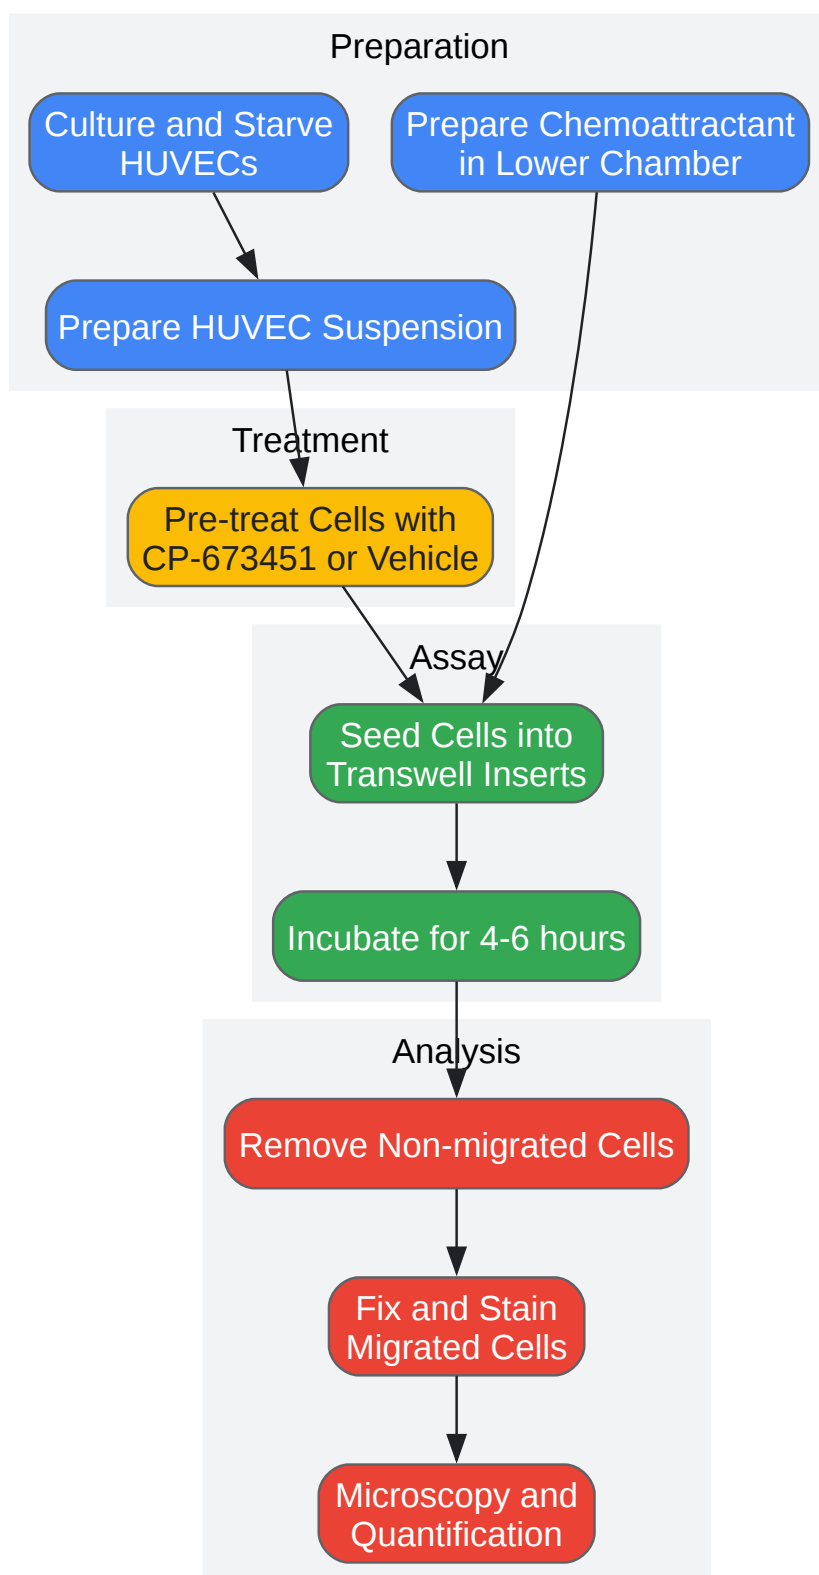 Preparation
Culture and Starve
HUVECs
Prepare Chemoattractant
in Lower Chamber
Prepare HUVEC Suspension
Treatment
Pre-treat Cells with
CP-673451 or Vehicle
Assay
Seed Cells into
Transwell Inserts
Incubate for 4-6 hours
Analysis
Remove Non-migrated Cells
Fix and Stain
Migrated Cells
Microscopy and
Quantification